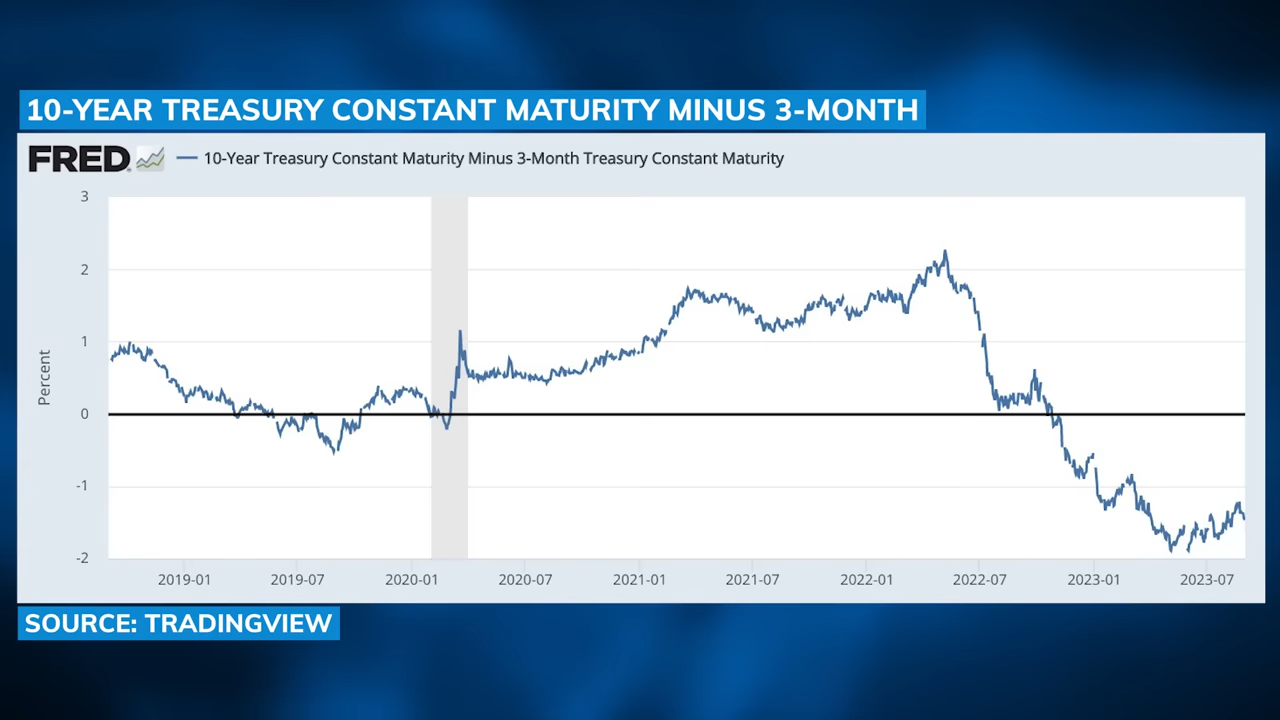 10-YEAR TREASURY CONSTANT MATURITY MINUS 3-MONTH
FRED 10-Year Treasury Constant Maturity Minus 3-Month Treasury Constant Maturity
3
2
1
0
-1
-2
Percent
2019-01 2019-07 2020-01 2020-07 2021-01 2021-07 2022-01 2022-07 2023-01 2023-07
SOURCE: TRADINGVIEW